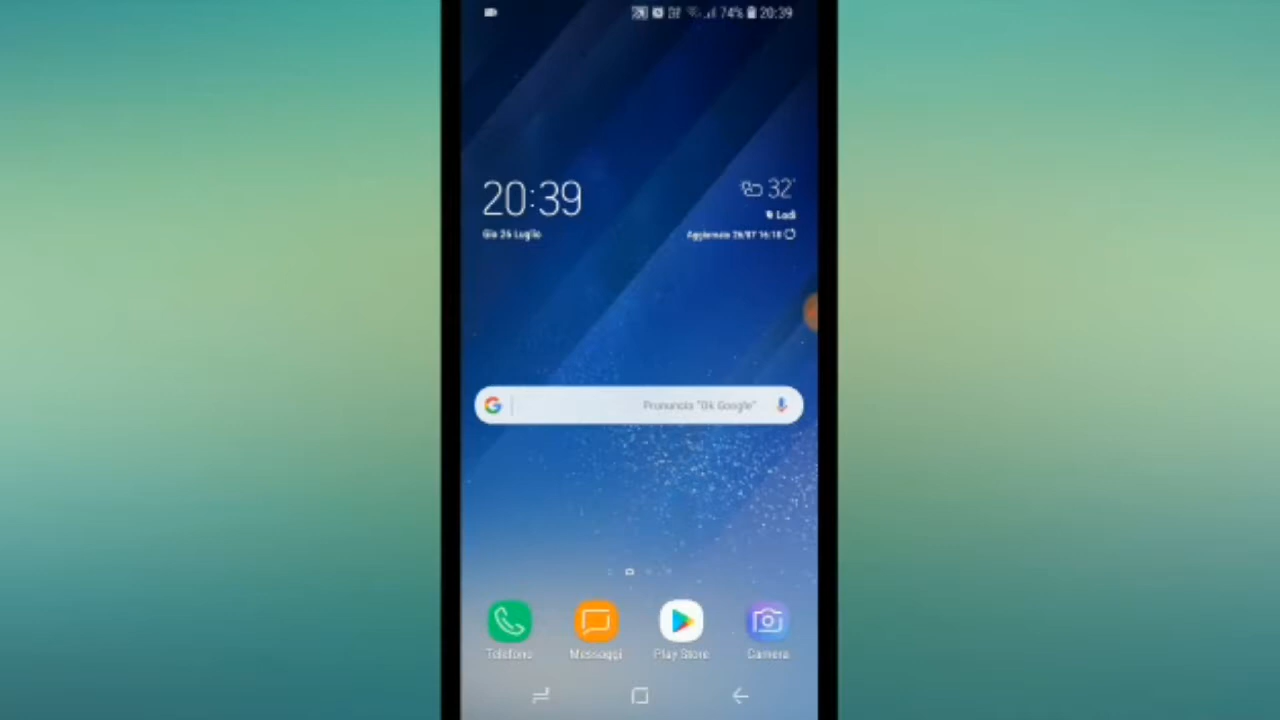 74% 20:39
20:39
32°
Gio 26 Luglio
Lodi
Aggiornato 26/07 16:18
G Pronuncia "Ok Google"
Telefono Messaggi Play Store Camera